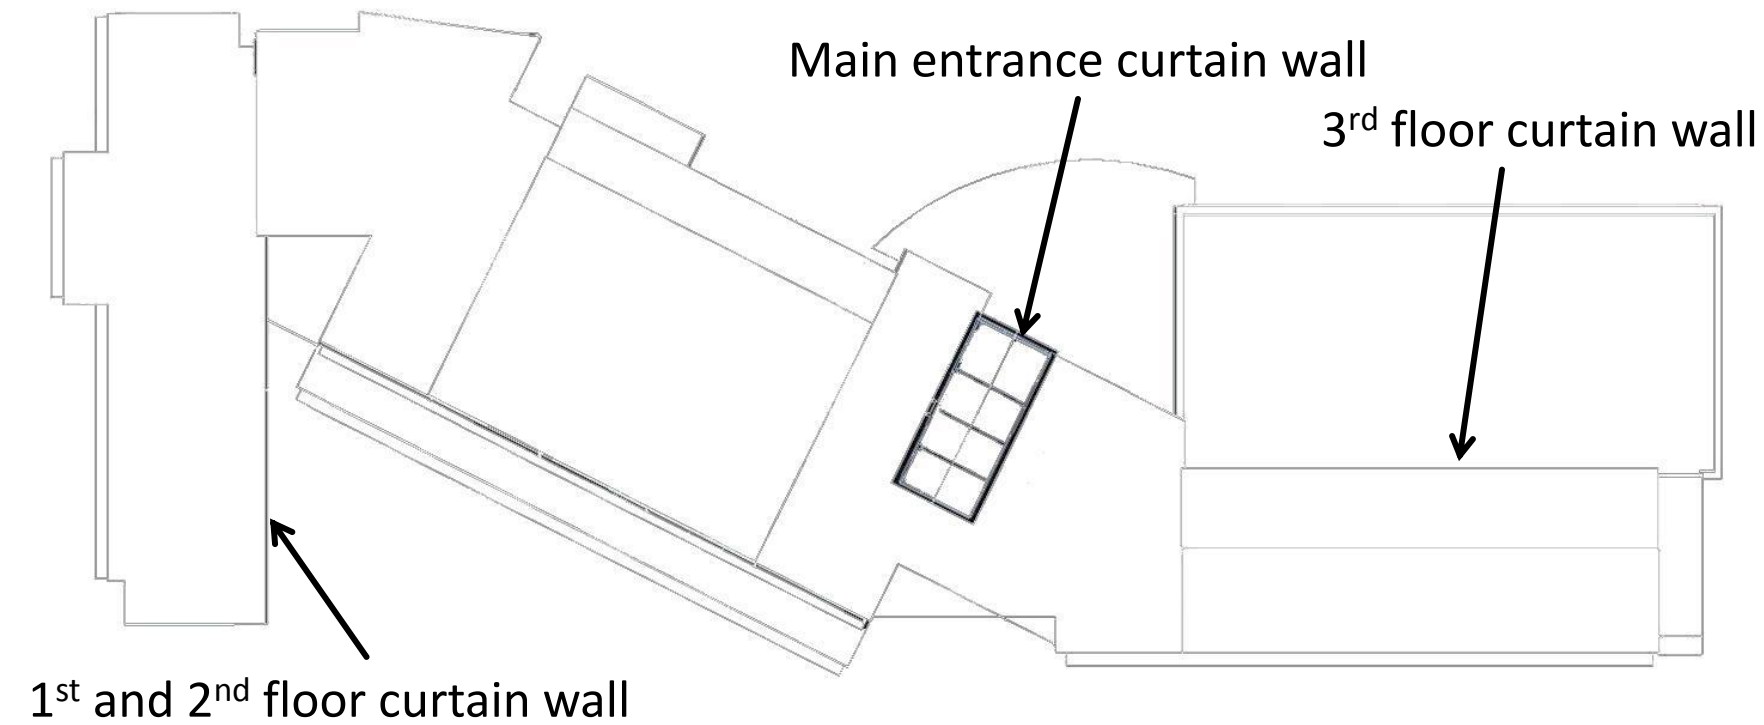 Main entrance curtain wall
3rd floor curtain wall
1st and 2nd floor curtain wall